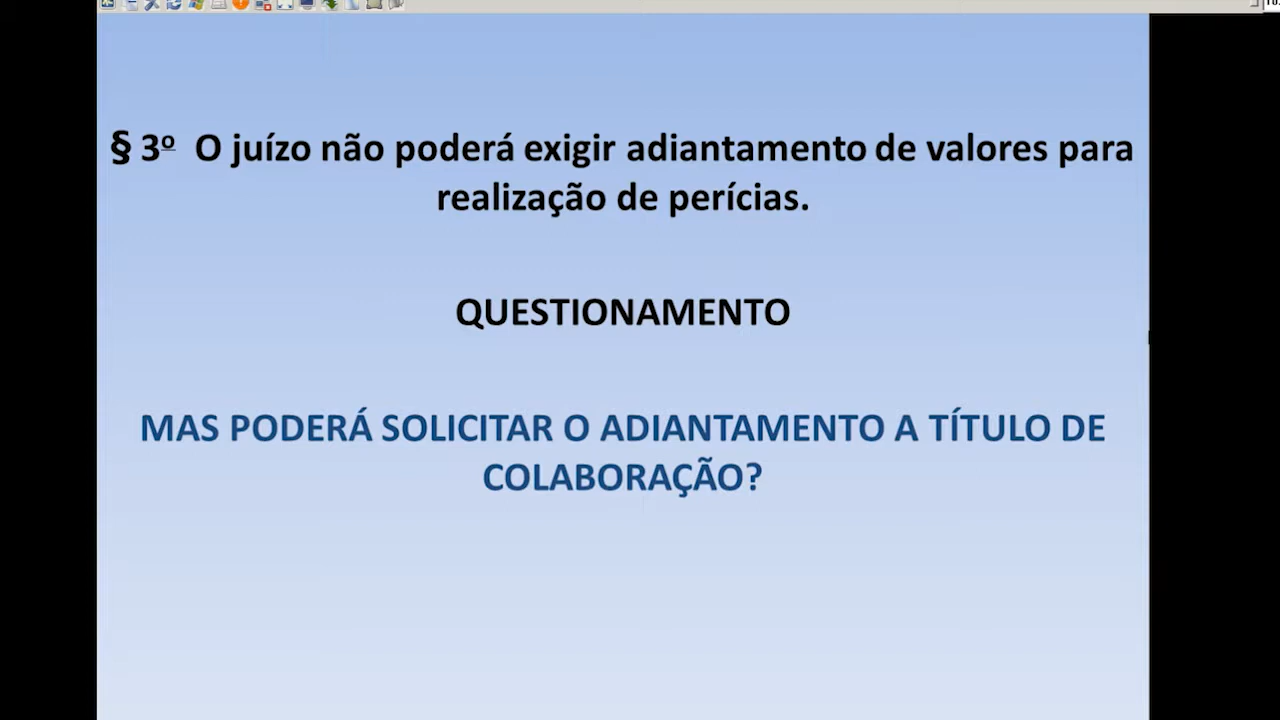 § 3º O juízo não poderá exigir adiantamento de valores para
realização de perícias.
QUESTIONAMENTO
MAS PODERÁ SOLICITAR O ADIANTAMENTO A TÍTULO DE
COLABORAÇÃO?